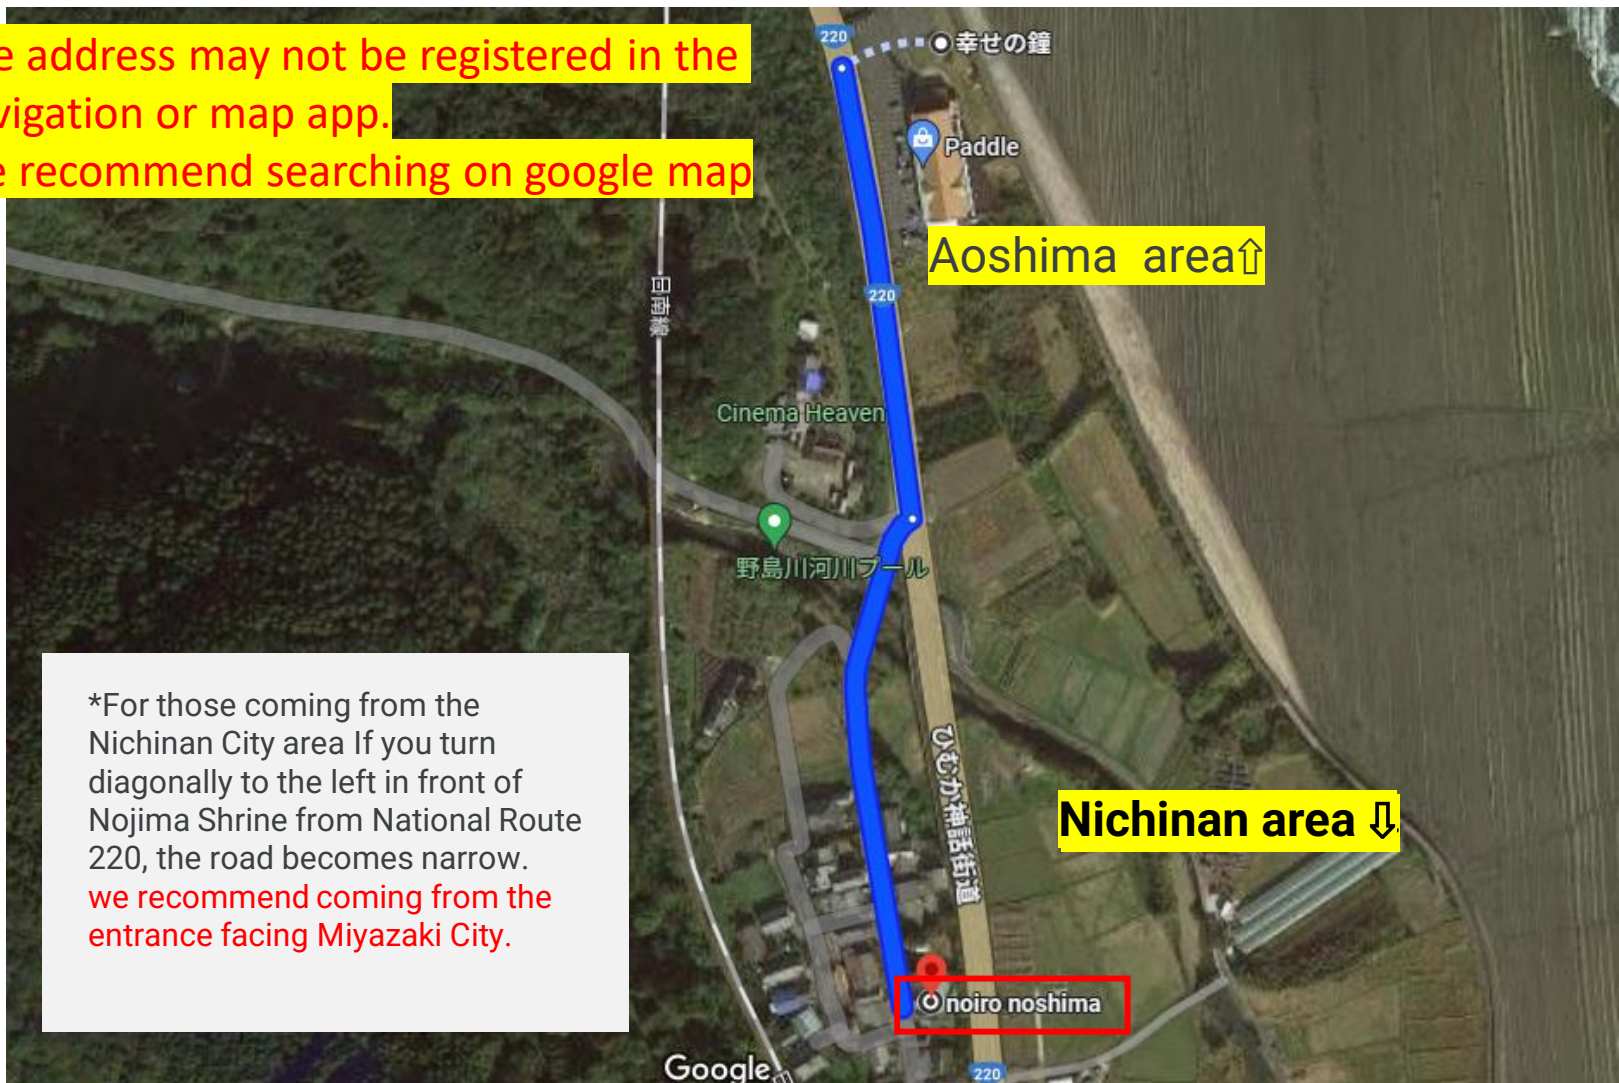 e address may not be registered in the
vigation or map app.
e recommend searching on google map
220
幸せの鐘
Paddle
Aoshima area⇧
日南線
220
Cinema Heaven
野島川河川プール
*For those coming from the
Nichinan City area If you turn
diagonally to the left in front of
Nojima Shrine from National Route
220, the road becomes narrow.
we recommend coming from the
entrance facing Miyazaki City.
ひむか神話街道
Nichinan area ⇩
noiro noshima
Google
220